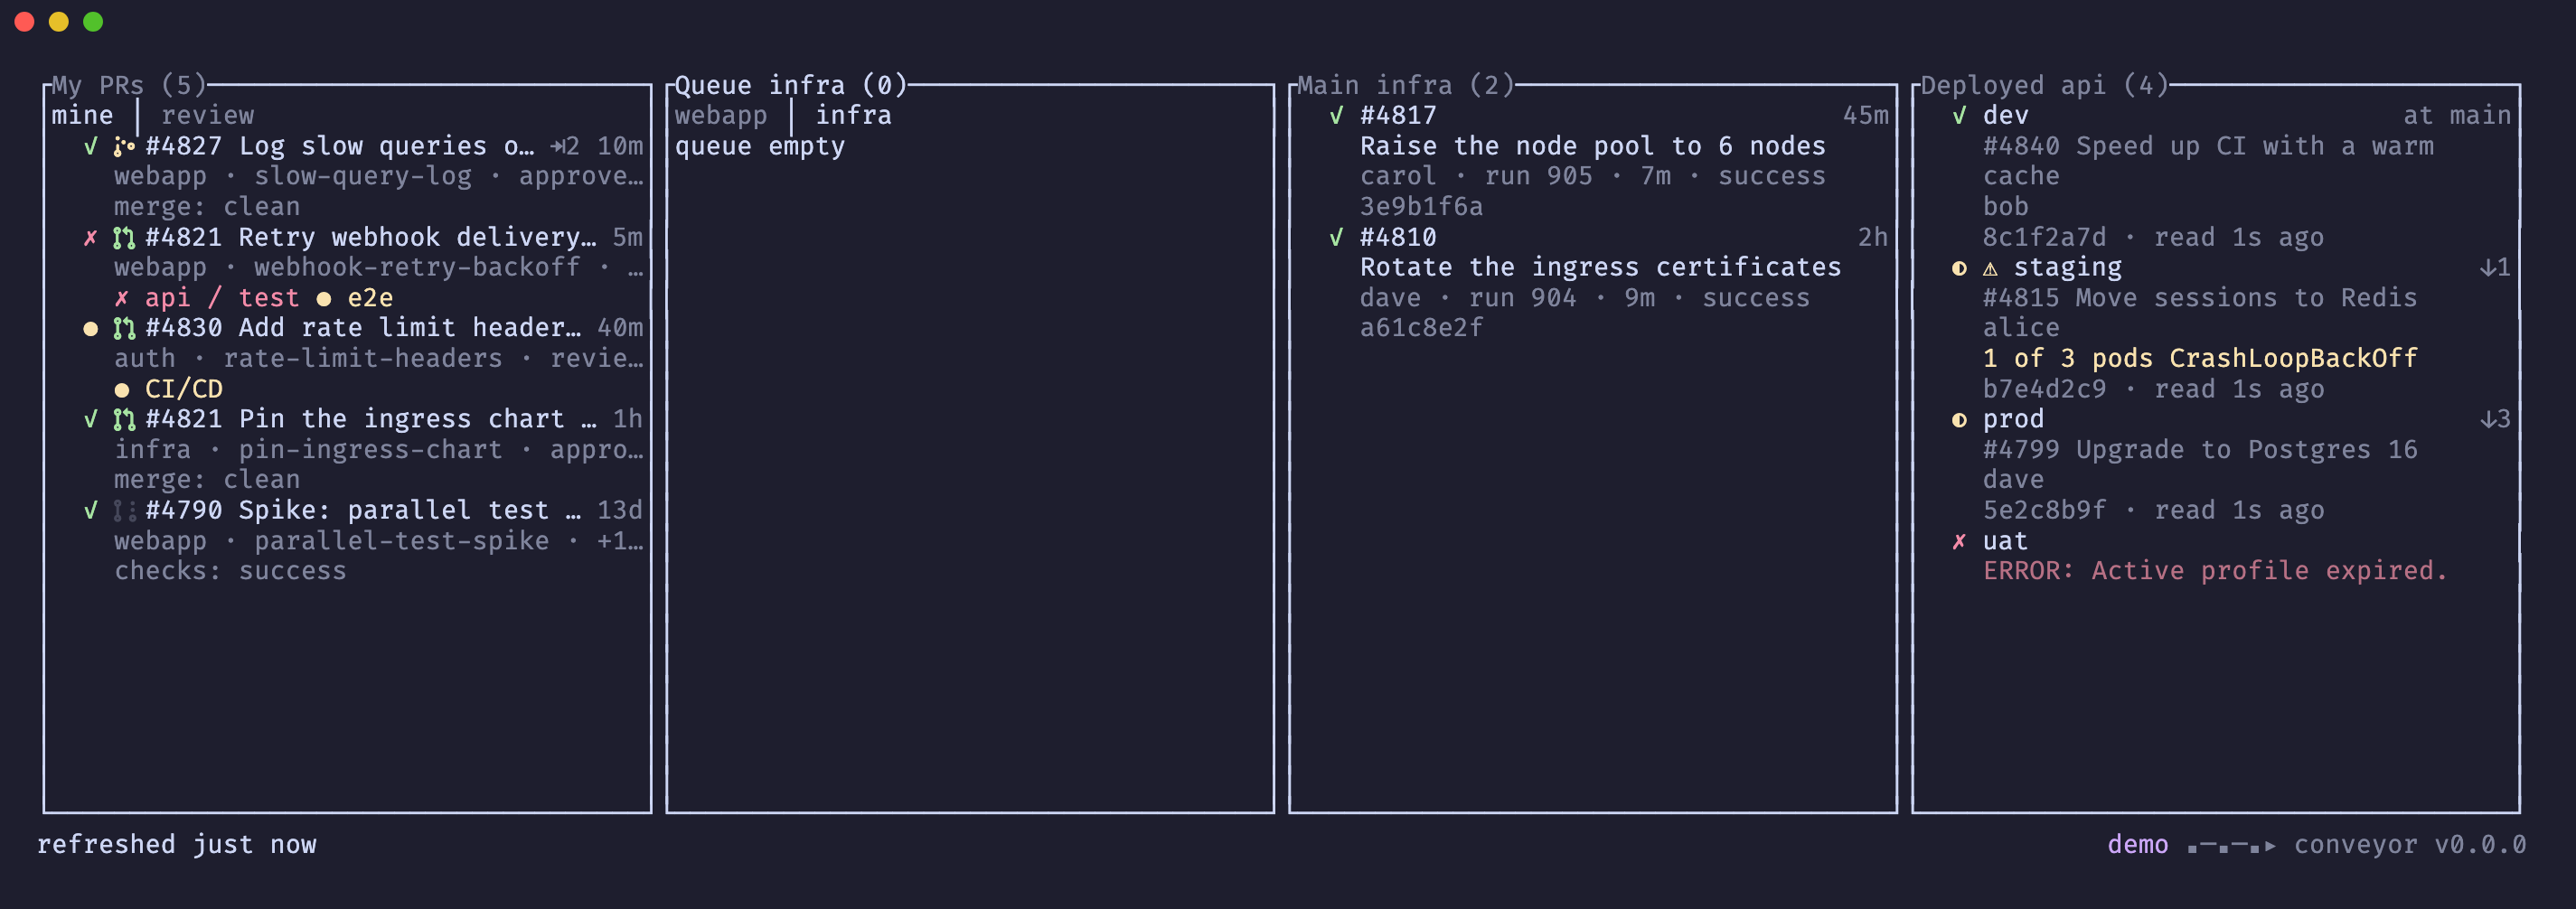 My PRs (5)
mine │ review
✓ #4827 Log slow queries o… ⇥2 10m
webapp · slow-query-log · approve…
merge: clean
✗ #4821 Retry webhook delivery… 5m
webapp · webhook-retry-backoff · …
✗ api / test ● e2e
● #4830 Add rate limit header… 40m
auth · rate-limit-headers · revie…
● CI/CD
✓ #4821 Pin the ingress chart … 1h
infra · pin-ingress-chart · appro…
merge: clean
✓ #4790 Spike: parallel test … 13d
webapp · parallel-test-spike · +1…
checks: success
Queue infra (0)
webapp │ infra
queue empty
Main infra (2)
✓ #4817 45m
Raise the node pool to 6 nodes
carol · run 905 · 7m · success
3e9b1f6a
✓ #4810 2h
Rotate the ingress certificates
dave · run 904 · 9m · success
a61c8e2f
Deployed api (4)
✓ dev at main
#4840 Speed up CI with a warm
cache
bob
8c1f2a7d · read 1s ago
◐ ⚠ staging ↓1
#4815 Move sessions to Redis
alice
1 of 3 pods CrashLoopBackOff
b7e4d2c9 · read 1s ago
◐ prod ↓3
#4799 Upgrade to Postgres 16
dave
5e2c8b9f · read 1s ago
✗ uat
ERROR: Active profile expired.
refreshed just now
demo ▪─▪─▪▸ conveyor v0.0.0